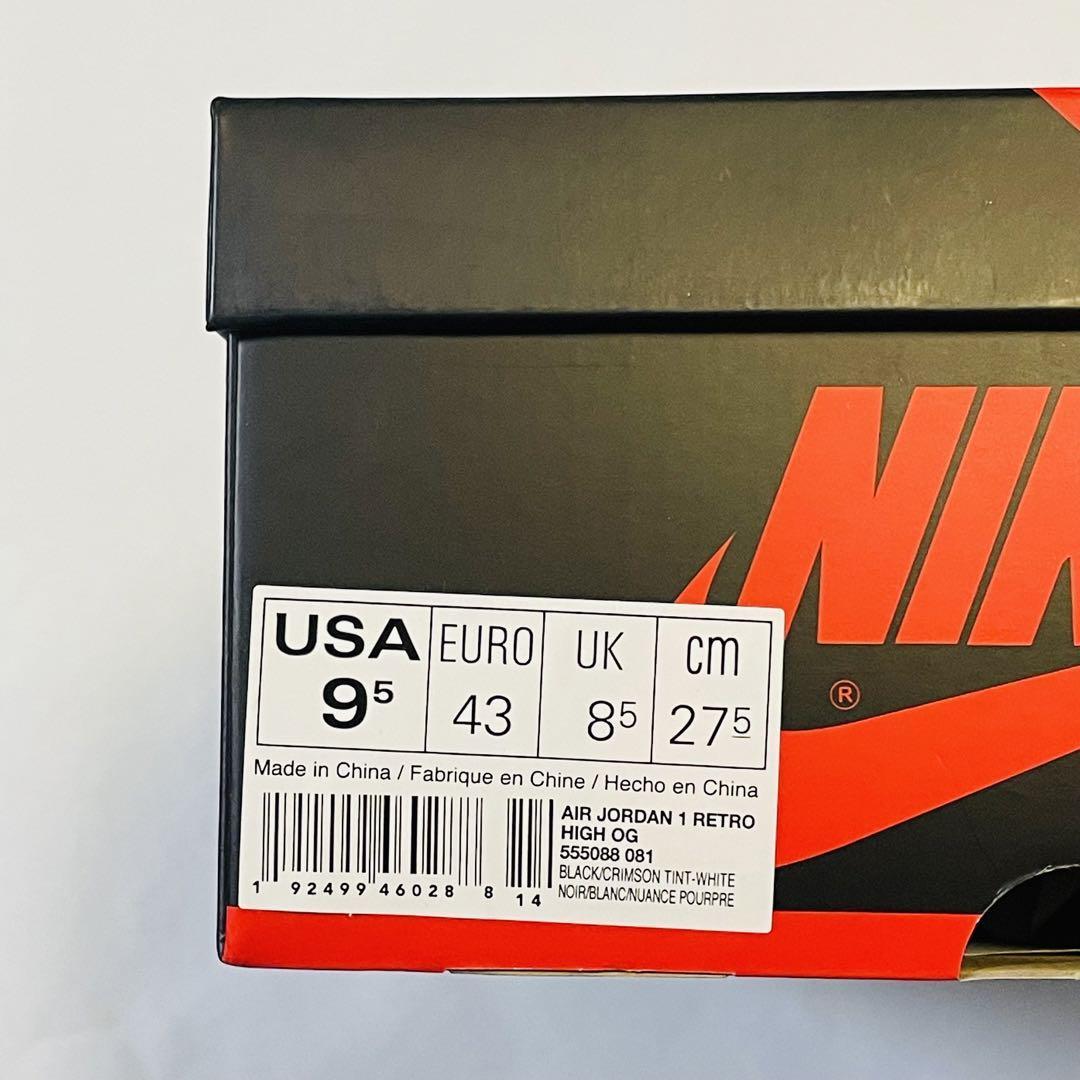 NIK
®
USA EURO UK cm
9⁵ 43 8⁵ 27⁵
Made in China / Fabrique en Chine / Hecho en China
AIR JORDAN 1 RETRO
HIGH OG
555088 081
BLACK/CRIMSON TINT-WHITE
NOIR/BLANC/NUANCE POURPRE
1 92499 46028 8 14